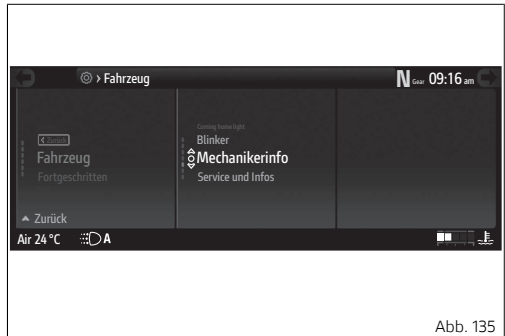 > Fahrzeug
N Gear 09:16 am
Coming home light
< Zurück
Blinker
Fahrzeug
Mechanikerinfo
Fortgeschritten
Service und Infos
Zurück
Air 24 °C
A
Abb. 135